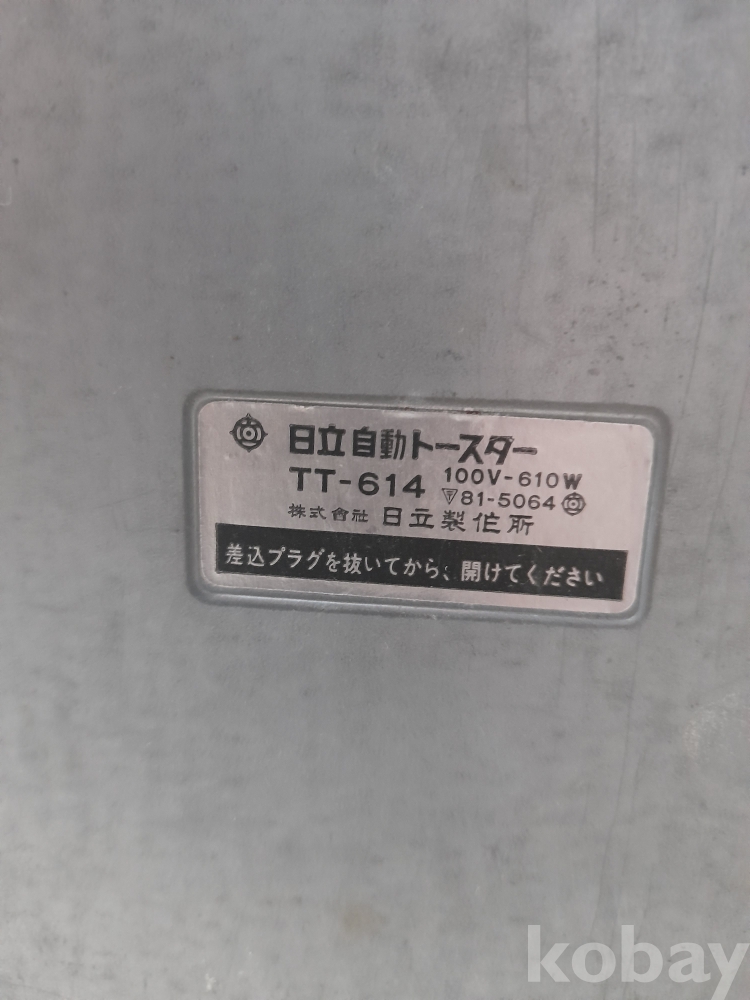 日立自動トースター
TT-614 100V-610W
81-5064
株式會社 日立製作所
差込プラグを抜いてから、開けてください
kobay